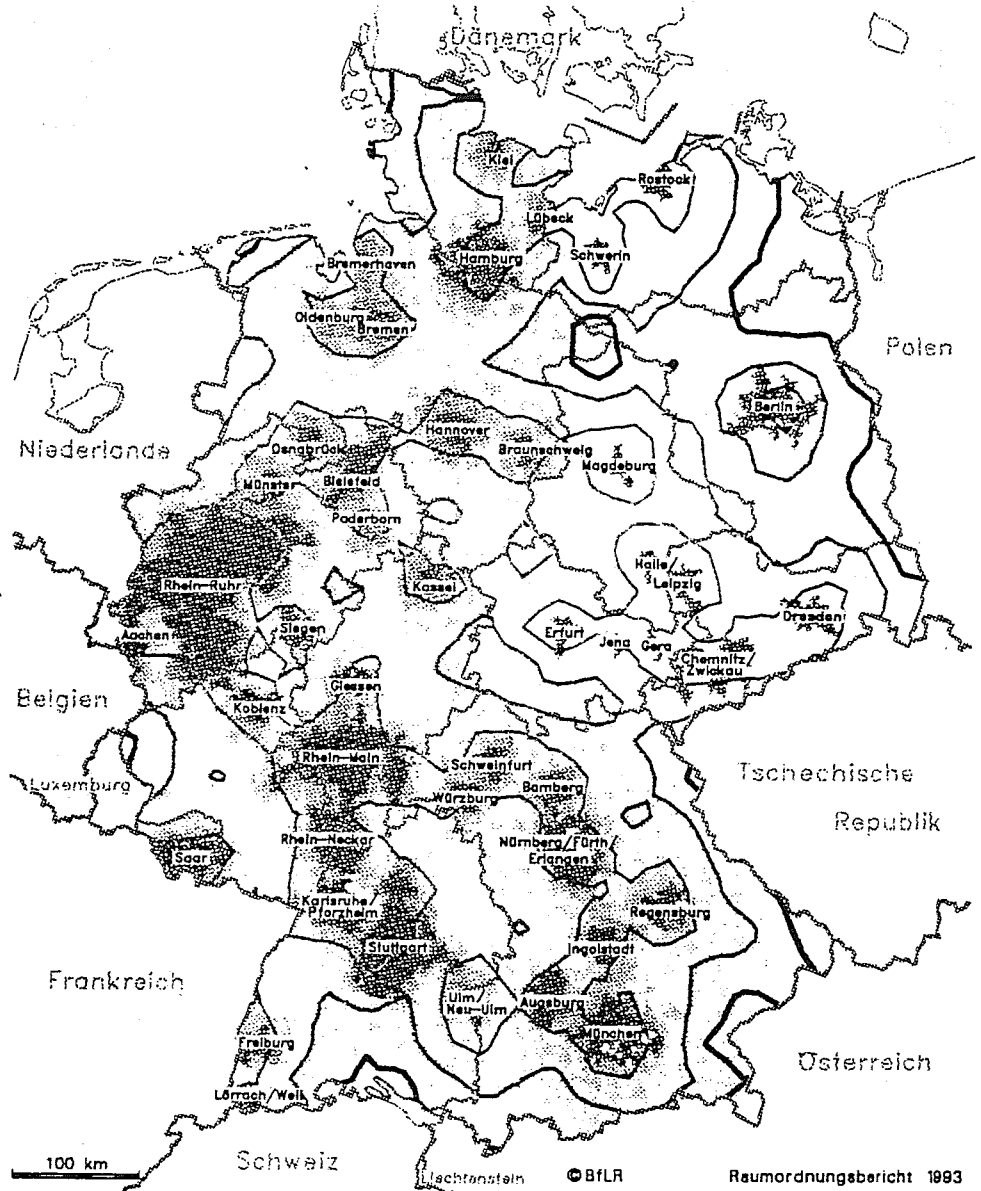 Dänemark
Kiel
Rostock
Lübeck
Schwerin
Hamburg
Bremerhaven
Oldenburg
Bremen
Polen
Berlin
Niederlande
Osnabrück
Hannover
Braunschweig
Magdeburg
Münster
Bielefeld
Paderborn
Rhein-Ruhr
Kassel
Halle/
Leipzig
Aachen
Siegen
Erfurt
Jena
Gera
Dresden
Chemnitz/
Zwickau
Belgien
Koblenz
Giessen
Rhein-Main
Schweinfurt
Würzburg
Bamberg
Luxemburg
Tschechische
Republik
Saar
Rhein-Neckar
Nürnberg/Fürth/
Erlangen
Karlsruhe/
Pforzheim
Regensburg
Stuttgart
Ingolstadt
Frankreich
Ulm/
Neu-Ulm
Augsburg
München
Freiburg
Österreich
Lörrach/Weil
100 km
Schweiz
Liechtenstein
© BfLR
Raumordnungsbericht 1993